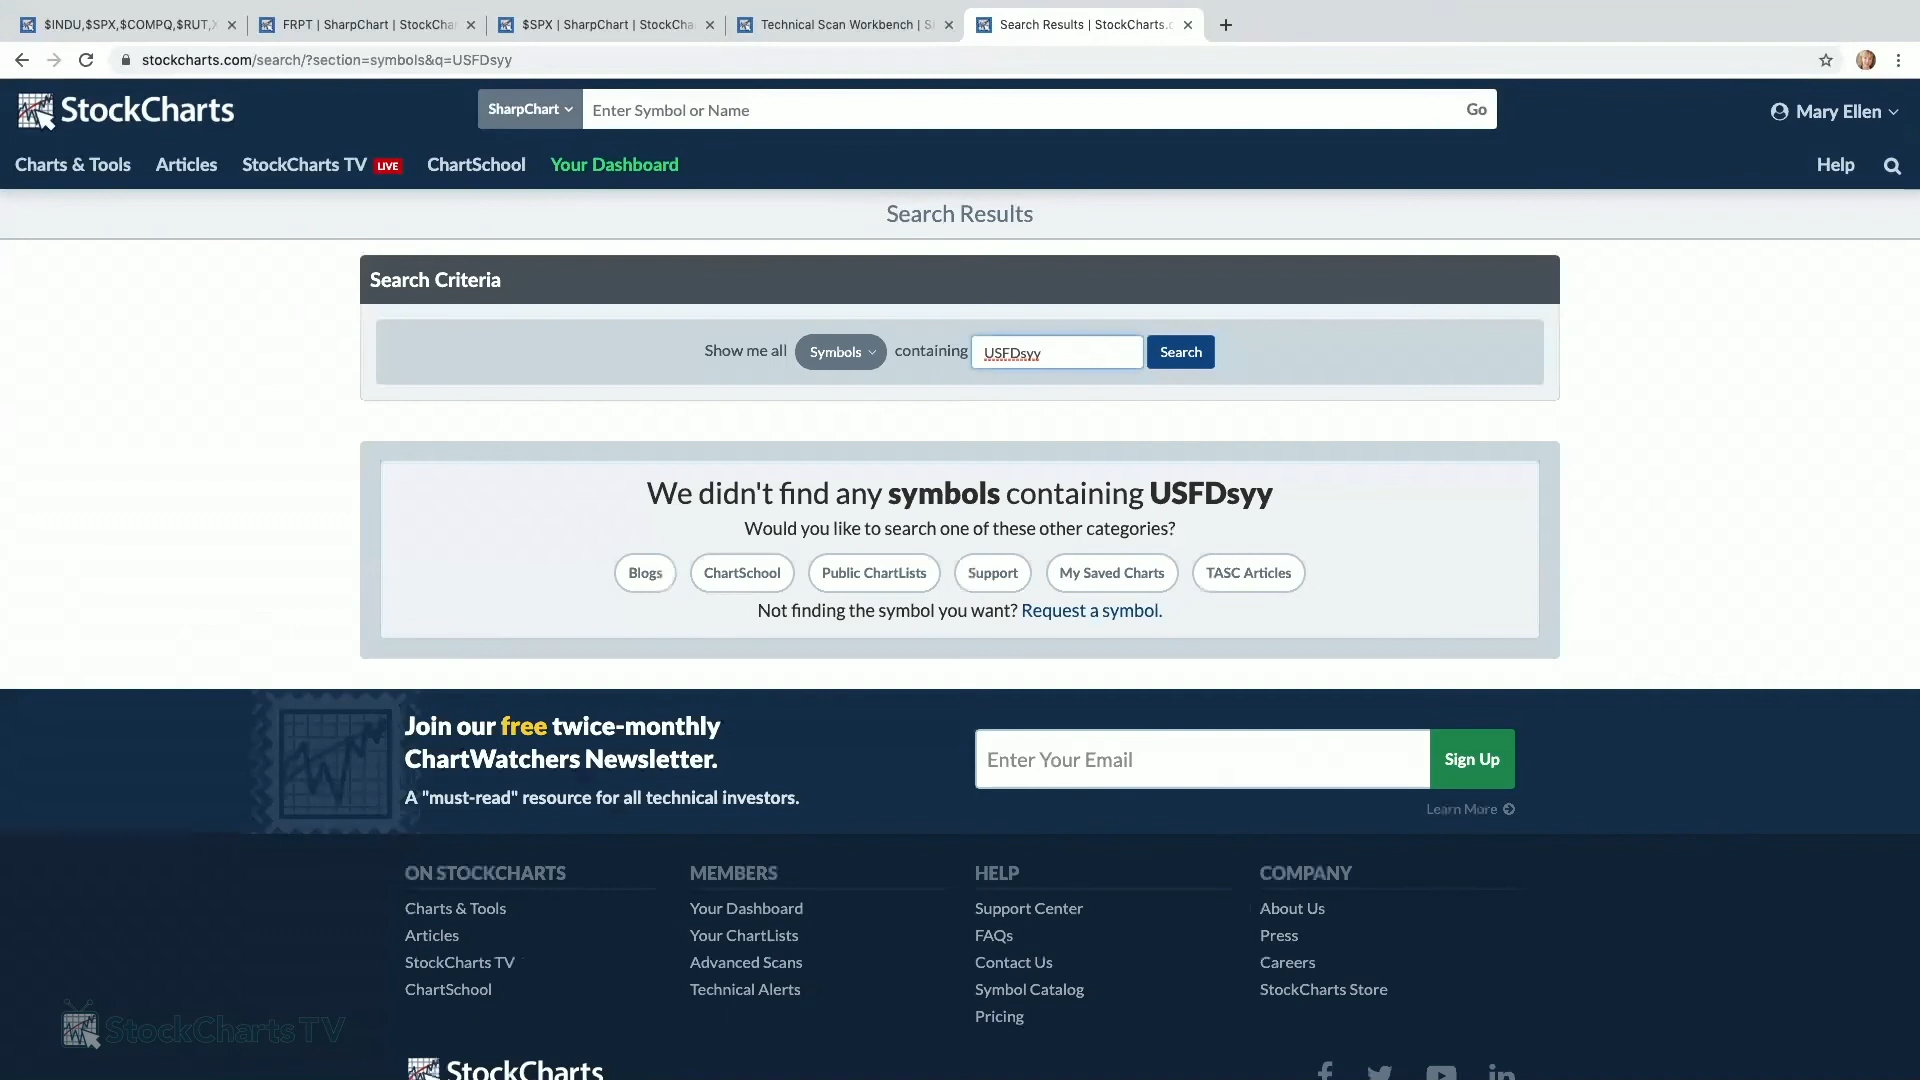 $INDU,$SPX,$COMPQ,$RUT,
FRPT | SharpChart | StockChar
$SPX | SharpChart | StockCha
Technical Scan Workbench | S
Search Results | StockCharts.c
stockcharts.com/search/?section=symbols&q=USFDsyy
StockCharts
SharpChart
Enter Symbol or Name
Go
Mary Ellen
Charts & Tools
Articles
StockCharts TV LIVE
ChartSchool
Your Dashboard
Help
Search Results
Search Criteria
Show me all Symbols containing USFDsyy Search
We didn't find any symbols containing USFDsyy
Would you like to search one of these other categories?
Blogs
ChartSchool
Public ChartLists
Support
My Saved Charts
TASC Articles
Not finding the symbol you want? Request a symbol.
Join our free twice-monthly
ChartWatchers Newsletter.
A "must-read" resource for all technical investors.
Enter Your Email
Sign Up
Learn More
ON STOCKCHARTS
Charts & Tools
Articles
StockCharts TV
ChartSchool
MEMBERS
Your Dashboard
Your ChartLists
Advanced Scans
Technical Alerts
HELP
Support Center
FAQs
Contact Us
Symbol Catalog
Pricing
COMPANY
About Us
Press
Careers
StockCharts Store
StockCharts TV
StockCharts